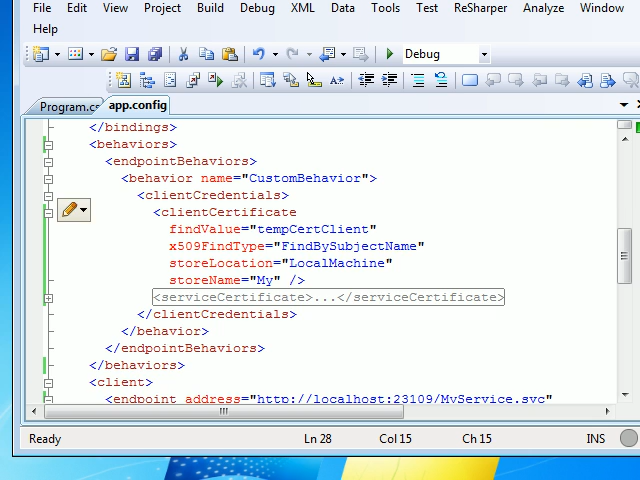 File Edit View Project Build Debug XML Data Tools Test ReSharper Analyze Window
Help
Debug
Program.cs app.config
</bindings>
<behaviors>
<endpointBehaviors>
<behavior name="CustomBehavior">
<clientCredentials>
<clientCertificate
findValue="tempCertClient"
x509FindType="FindBySubjectName"
storeLocation="LocalMachine"
storeName="My" />
<serviceCertificate>...</serviceCertificate>
</clientCredentials>
</behavior>
</endpointBehaviors>
</behaviors>
<client>
<endpoint address="http://localhost:23109/MyService.svc"
Ready Ln 28 Col 15 Ch 15 INS